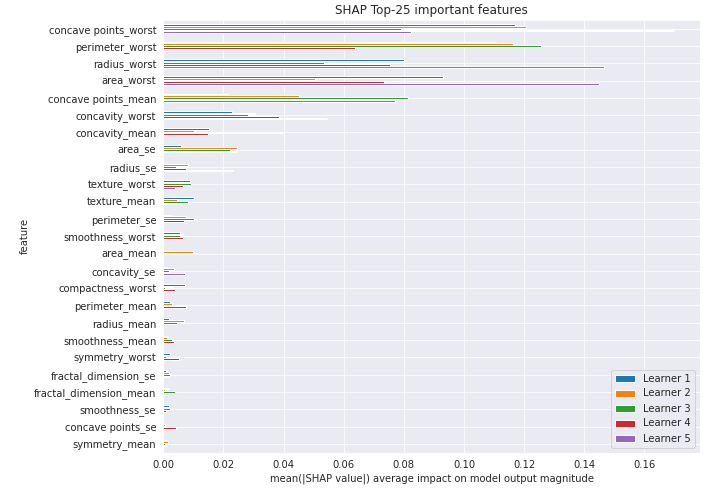 SHAP Top-25 important features
concave points_worst
perimeter_worst
radius_worst
area_worst
concave points_mean
concavity_worst
concavity_mean
area_se
radius_se
texture_worst
texture_mean
perimeter_se
smoothness_worst
area_mean
concavity_se
compactness_worst
perimeter_mean
radius_mean
smoothness_mean
symmetry_worst
fractal_dimension_se
fractal_dimension_mean
smoothness_se
concave points_se
symmetry_mean
feature
Learner 1
Learner 2
Learner 3
Learner 4
Learner 5
0.00 0.02 0.04 0.06 0.08 0.10 0.12 0.14 0.16
mean(|SHAP value|) average impact on model output magnitude